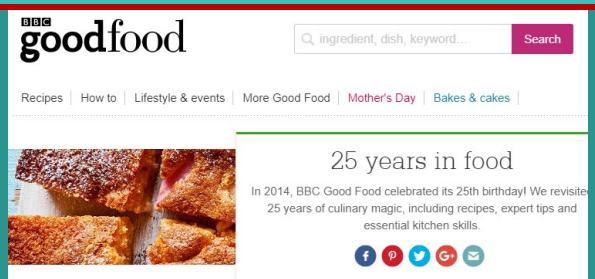 BBC
goodfood
ingredient, dish, keyword...
Search
Recipes
How to
Lifestyle & events
More Good Food
Mother's Day
Bakes & cakes
25 years in food
In 2014, BBC Good Food celebrated its 25th birthday! We revisite
25 years of culinary magic, including recipes, expert tips and
essential kitchen skills.
f
G+